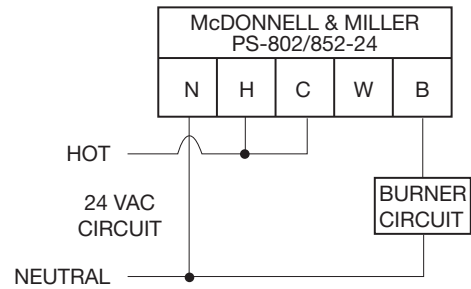 McDONNELL & MILLER
PS-802/852-24
N H C W B
HOT
24 VAC
CIRCUIT
BURNER
CIRCUIT
NEUTRAL